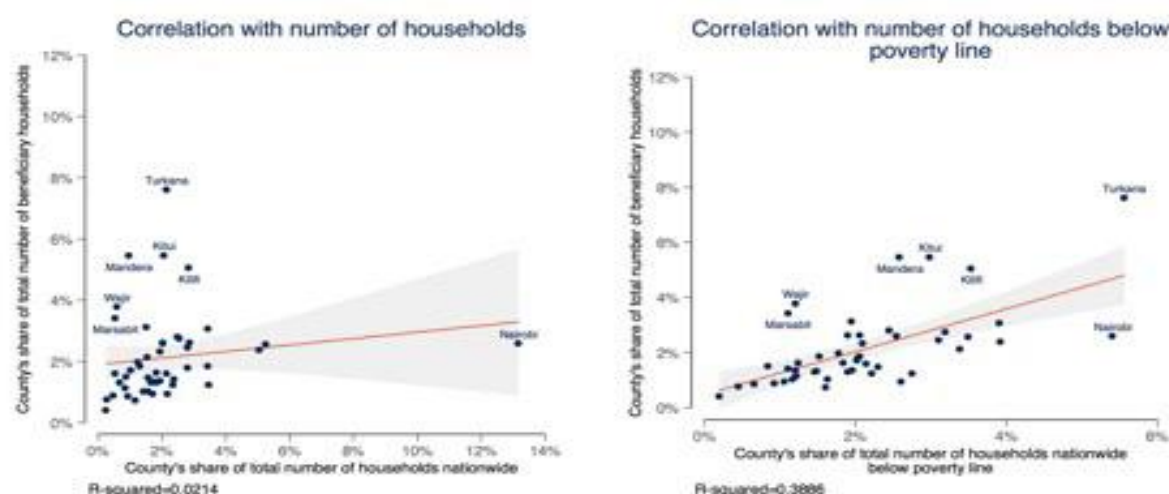 Correlation with number of households
County's share of total number of beneficiary households
12%
10%
8%
6%
4%
2%
0%
Turkana
Kitui
Mandera
Kilifi
Wajir
Marsabit
Nairobi
0%
2%
4%
6%
8%
10%
12%
14%
County's share of total number of households nationwide
R-squared=0.0214
Correlation with number of households below
poverty line
County's share of total number of beneficiary households
12%
10%
8%
6%
4%
2%
0%
Turkana
Kitui
Mandera
Kilifi
Wajir
Marsabit
Nairobi
0%
2%
4%
6%
County's share of total number of households nationwide
below poverty line
R-squared=0.3886